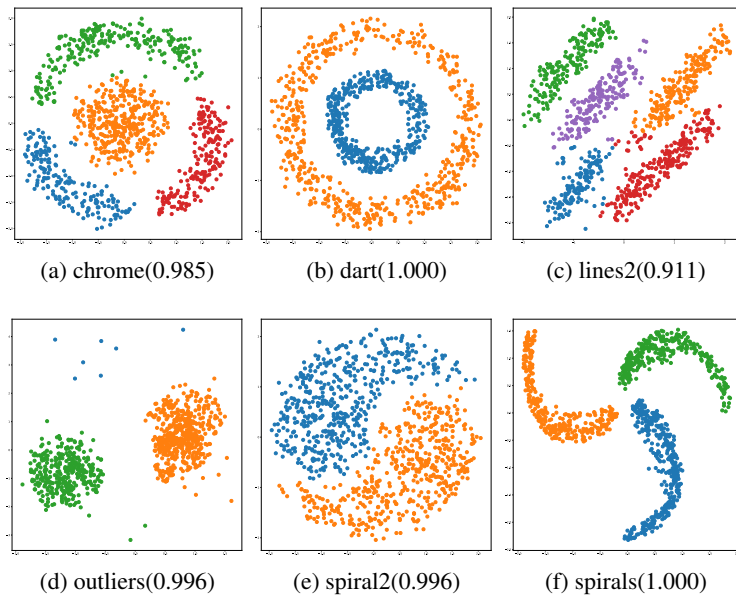 (a) chrome(0.985)
(b) dart(1.000)
(c) lines2(0.911)
(d) outliers(0.996)
(e) spiral2(0.996)
(f) spirals(1.000)